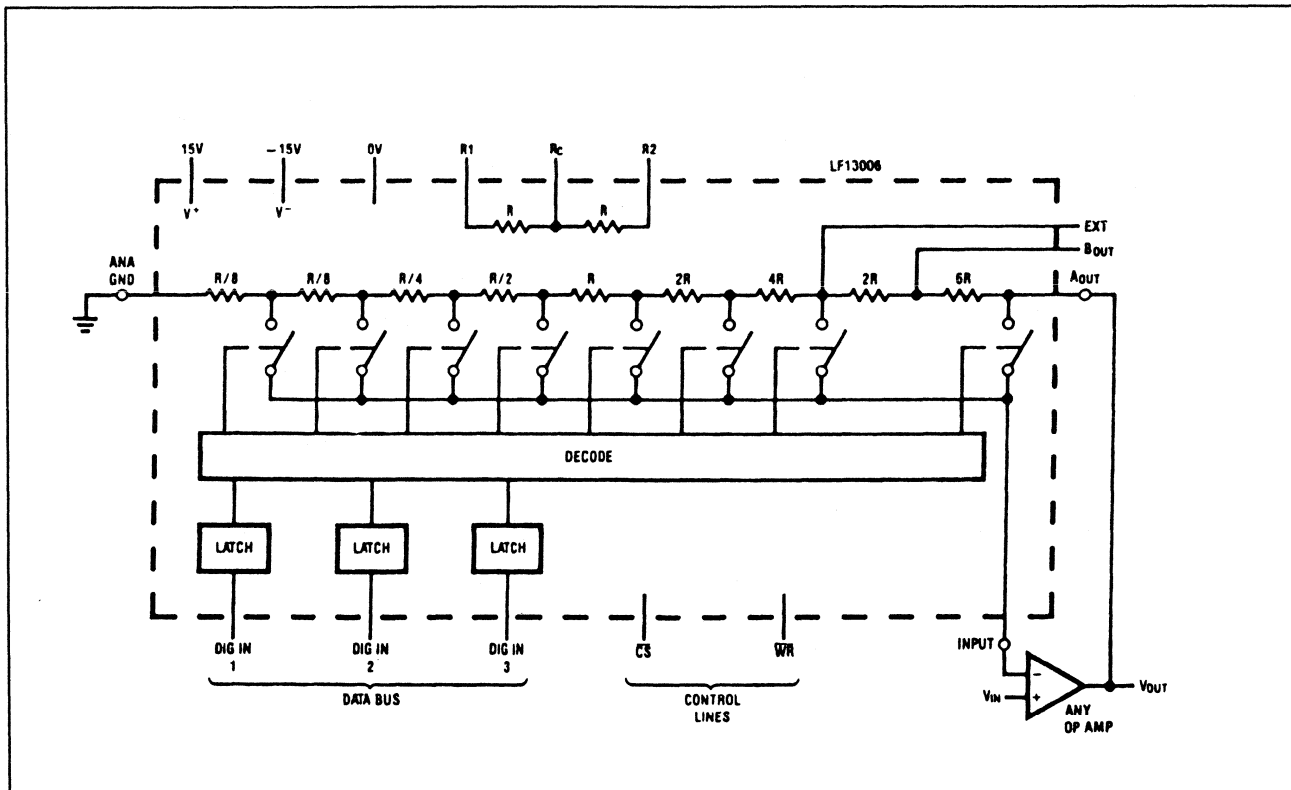 15V -15V 0V R1 RC R2 LF13006
V+ V-
R R
EXT
BOUT
ANA
GND
R/8 R/8 R/4 R/2 R 2R 4R 2R 6R AOUT
DECODE
LATCH LATCH LATCH
DIG IN DIG IN DIG IN CS WR INPUT
1 2 3
DATA BUS CONTROL
LINES
VIN - + VOUT
ANY
OP AMP